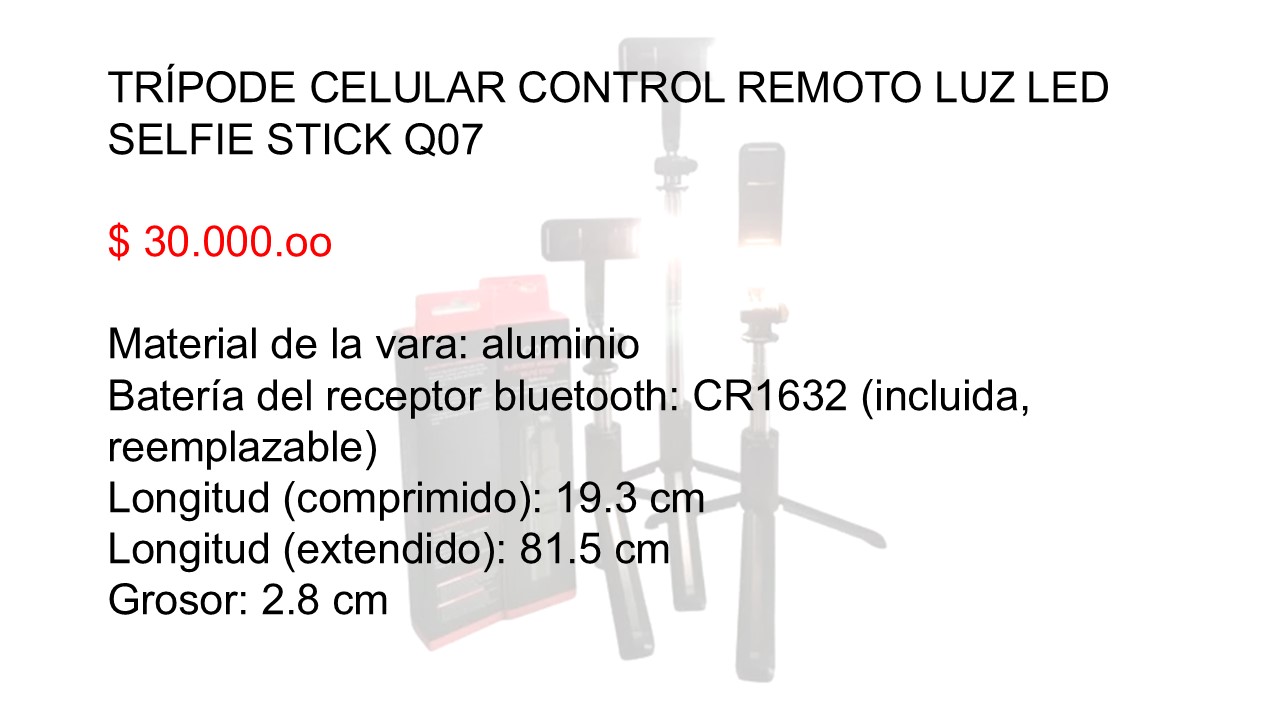 TRÍPODE CELULAR CONTROL REMOTO LUZ LED
SELFIE STICK Q07
$ 30.000.oo
Material de la vara: aluminio
Batería del receptor bluetooth: CR1632 (incluida,
reemplazable)
Longitud (comprimido): 19.3 cm
Longitud (extendido): 81.5 cm
Grosor: 2.8 cm